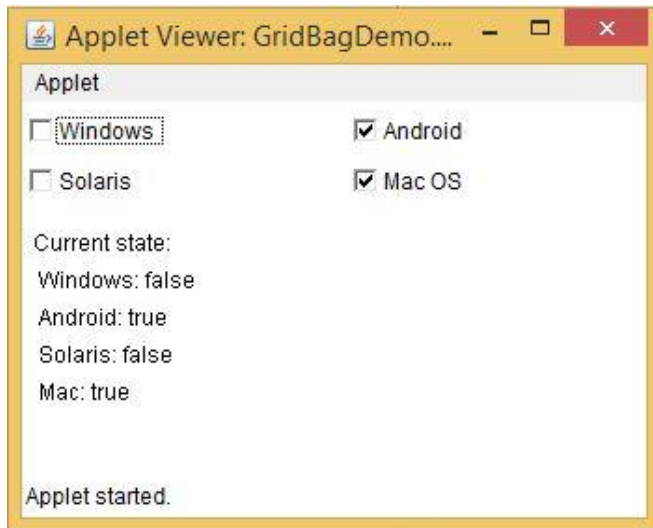 Applet Viewer: GridBagDemo....
Applet
Windows Android
Solaris Mac OS
Current state:
Windows: false
Android: true
Solaris: false
Mac: true
Applet started.